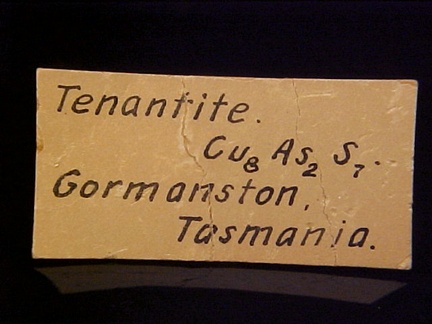 Tenantite.
Cu₈ As₂ S₇.
Gormanston,
Tasmania.